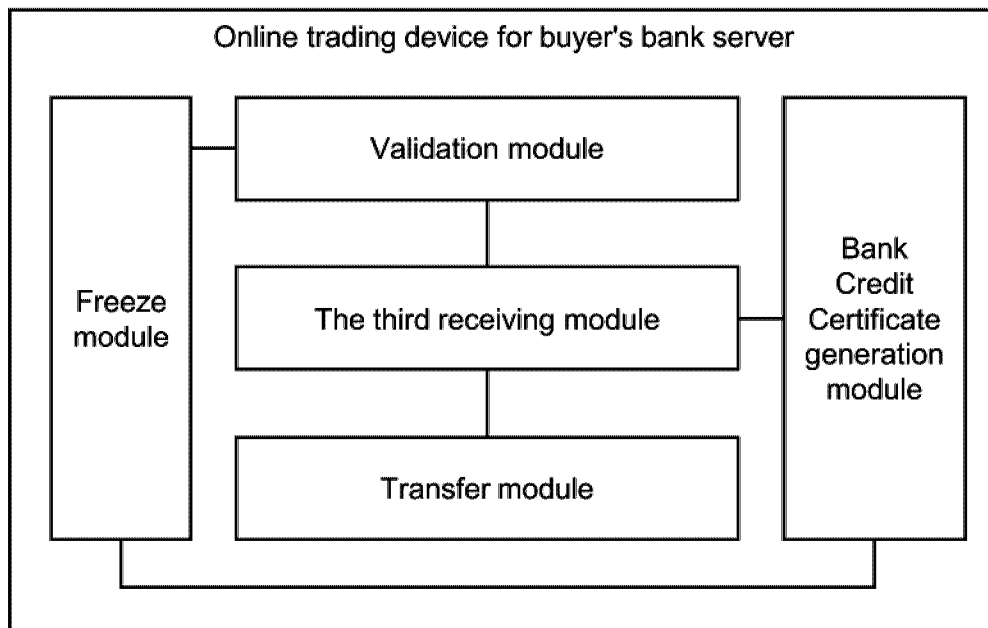 Online trading device for buyer's bank server
Freeze
module
Validation module
The third receiving module
Transfer module
Bank
Credit
Certificate
generation
module